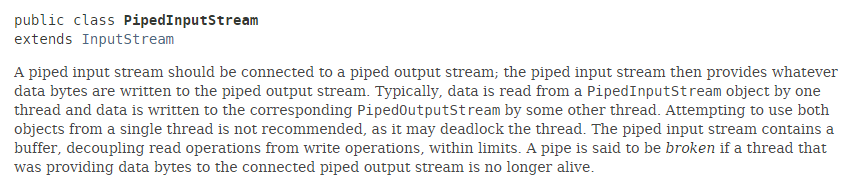 public class PipedInputStream
extends InputStream
A piped input stream should be connected to a piped output stream; the piped input stream then provides whatever
data bytes are written to the piped output stream. Typically, data is read from a PipedInputStream object by one
thread and data is written to the corresponding PipedOutputStream by some other thread. Attempting to use both
objects from a single thread is not recommended, as it may deadlock the thread. The piped input stream contains a
buffer, decoupling read operations from write operations, within limits. A pipe is said to be broken if a thread that
was providing data bytes to the connected piped output stream is no longer alive.